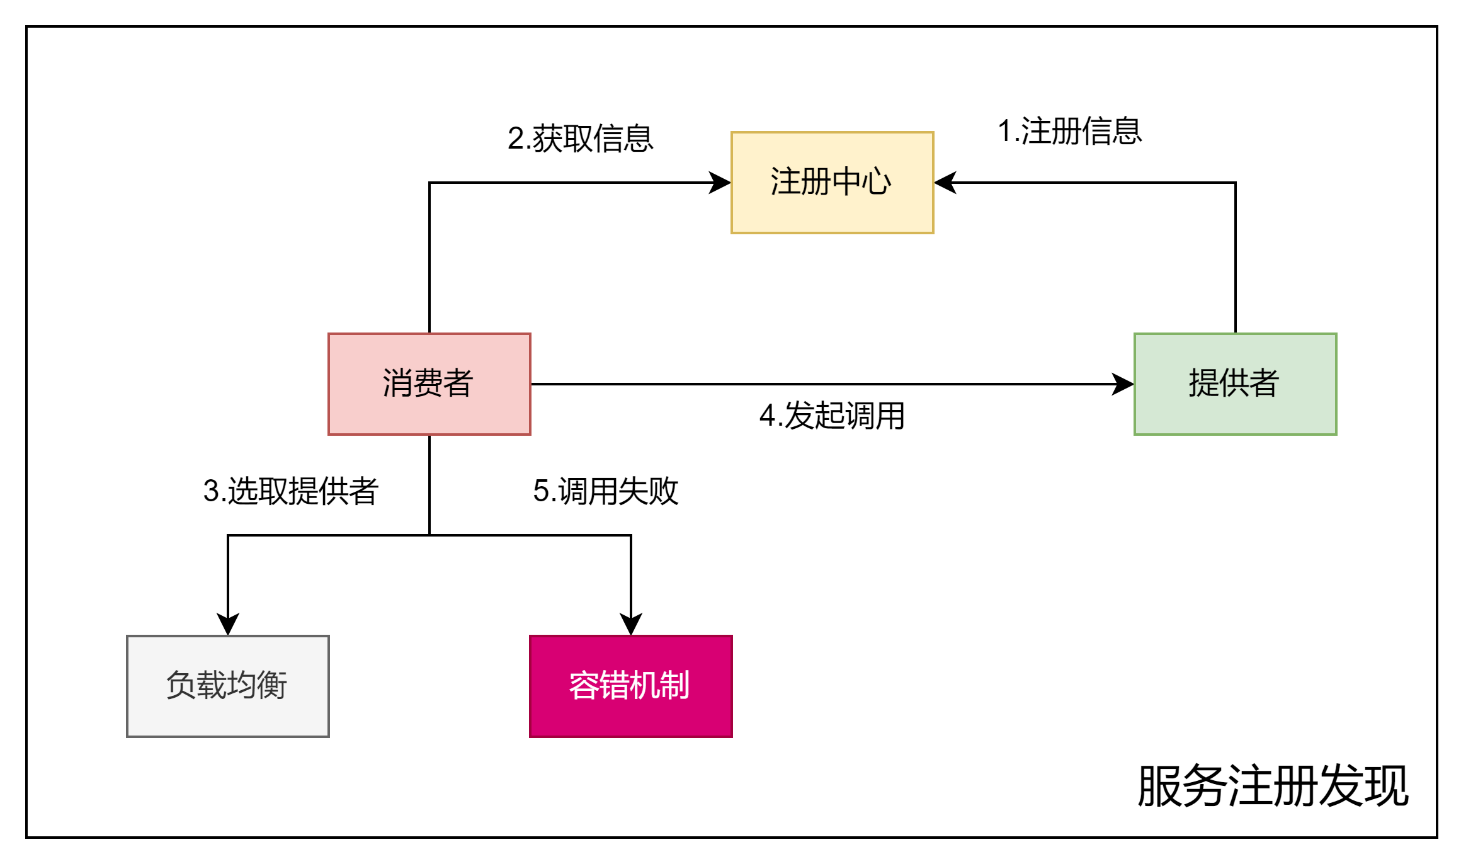 1.注册信息
2.获取信息
注册中心
消费者
提供者
4.发起调用
3.选取提供者
5.调用失败
负载均衡
容错机制
服务注册发现